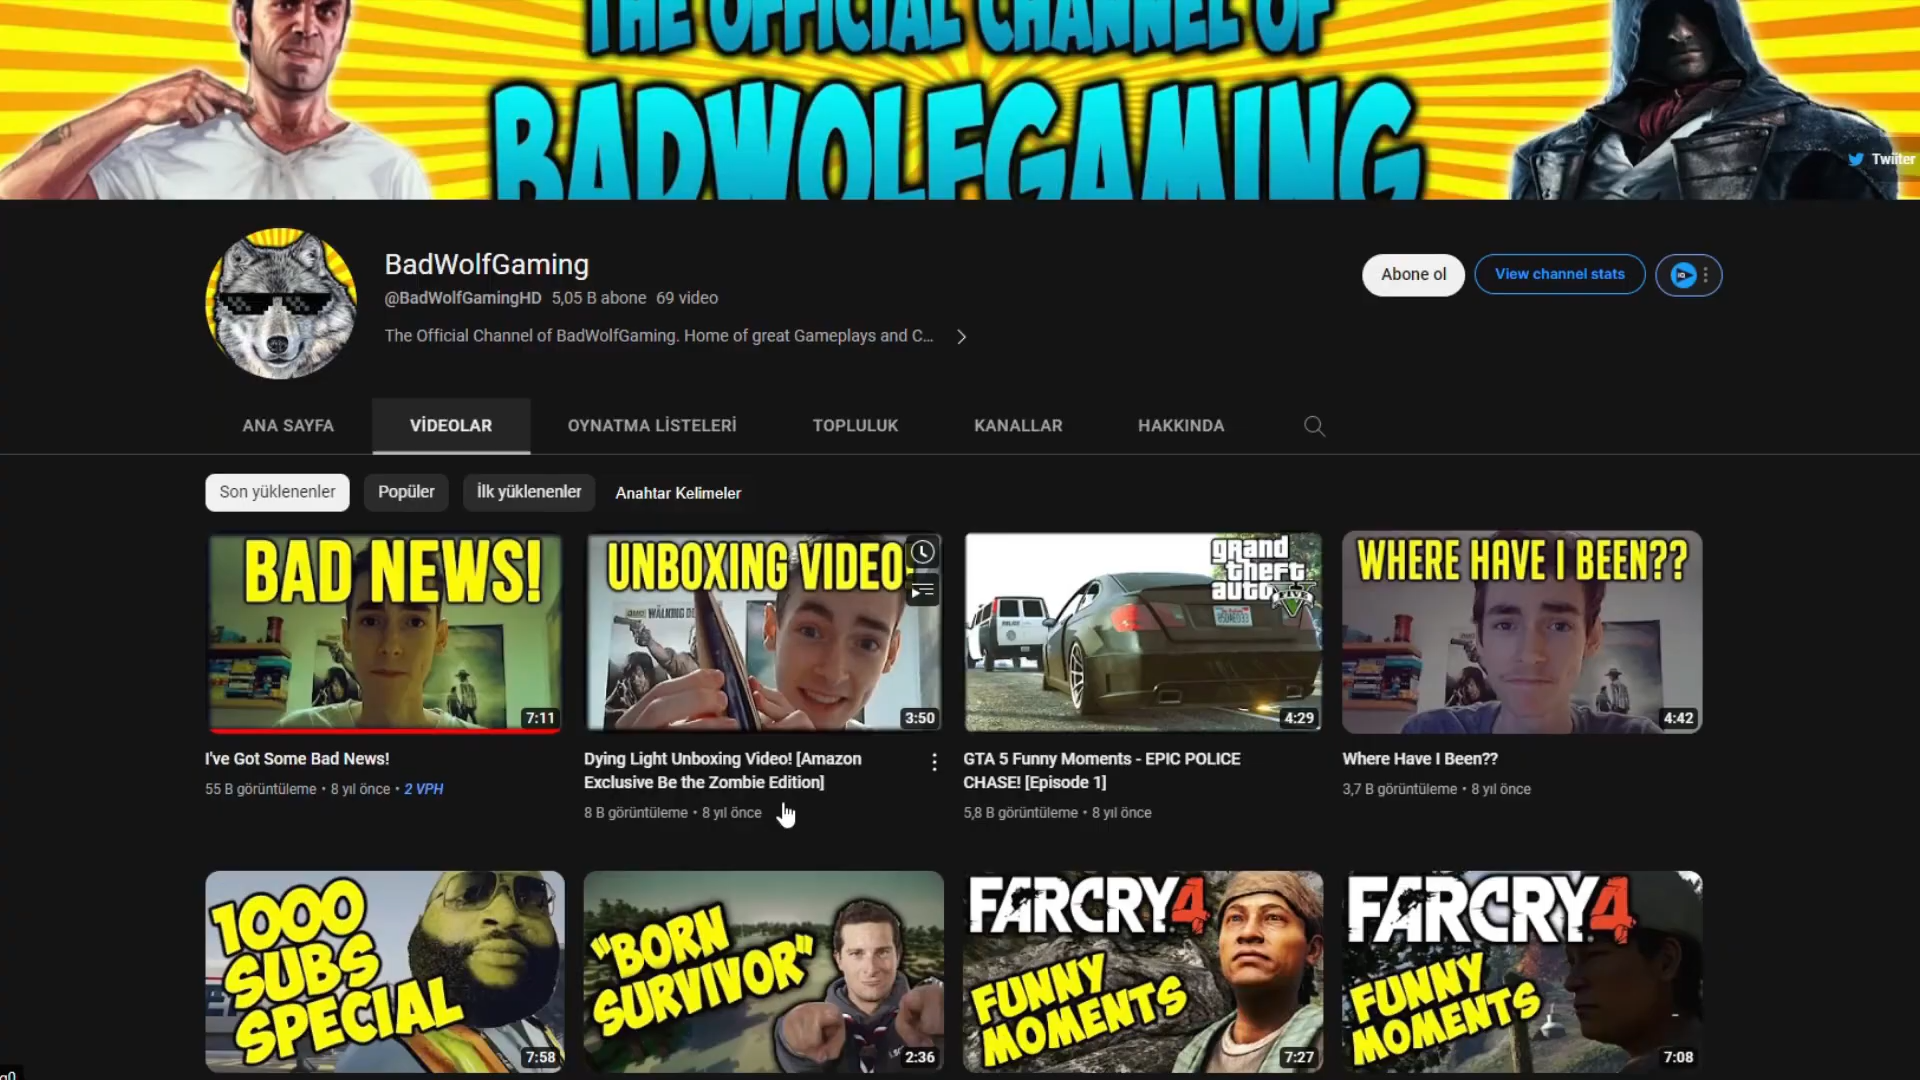 THE OFFICIAL CHANNEL OF
BADWOLFGAMING
Twiiter
BadWolfGaming
@BadWolfGamingHD 5,05 B abone 69 video
The Official Channel of BadWolfGaming. Home of great Gameplays and C...
Abone ol
View channel stats
ANA SAYFA
VİDEOLAR
OYNATMA LİSTELERİ
TOPLULUK
KANALLAR
HAKKINDA
Son yüklenenler
Popüler
İlk yüklenenler
Anahtar Kelimeler
BAD NEWS!
7:11
I've Got Some Bad News!
55 B görüntüleme • 8 yıl önce • 2 VPH
UNBOXING VIDEO
3:50
Dying Light Unboxing Video! [Amazon
Exclusive Be the Zombie Edition]
8 B görüntüleme • 8 yıl önce
grand
theft
auto
FIVE
4:29
GTA 5 Funny Moments - EPIC POLICE
CHASE! [Episode 1]
5,8 B görüntüleme • 8 yıl önce
WHERE HAVE I BEEN??
4:42
Where Have I Been??
3,7 B görüntüleme • 8 yıl önce
1000
SUBS
SPECIAL
7:58
"BORN
SURVIVOR"
2:36
FARCRY4
FUNNY
MOMENTS
7:27
FARCRY4
FUNNY
MOMENTS
7:08